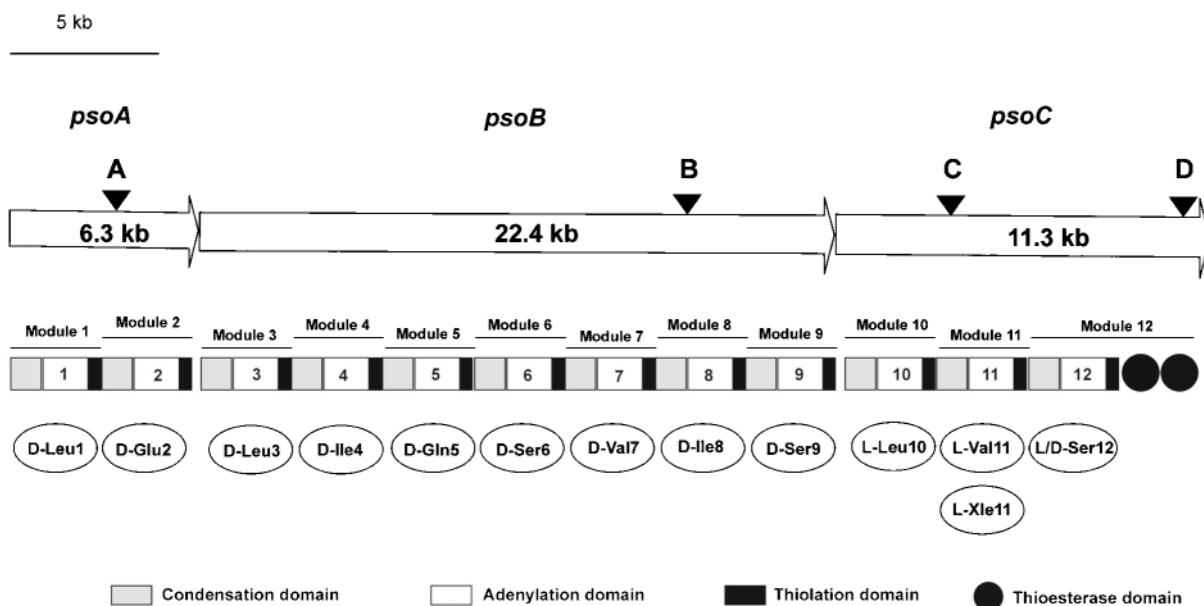 5 kb
psoA psoB psoC
A B C D
6.3 kb 22.4 kb 11.3 kb
Module 1 Module 2 Module 3 Module 4 Module 5 Module 6 Module 7 Module 8 Module 9 Module 10 Module 11 Module 12
1 2 3 4 5 6 7 8 9 10 11 12
D-Leu1 D-Glu2 D-Leu3 D-Ile4 D-Gln5 D-Ser6 D-Val7 D-Ile8 D-Ser9 L-Leu10 L-Val11 L/D-Ser12
L-Xle11
Condensation domain Adenylation domain Thiolation domain Thioesterase domain